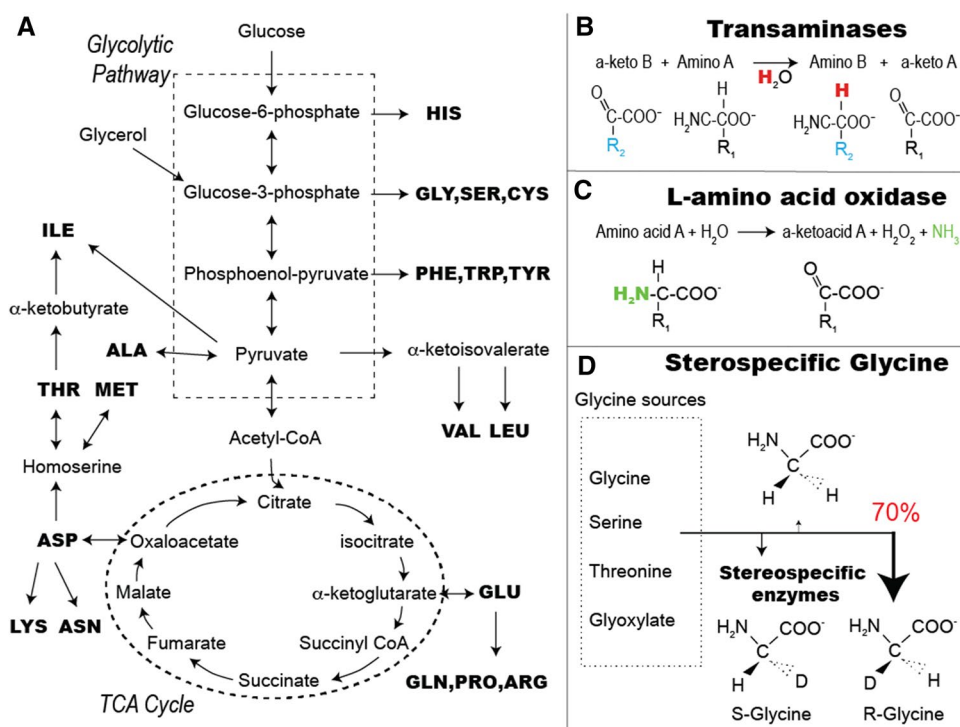 A
Glycolytic
Pathway
Glucose
Glucose-6-phosphate
HIS
Glycerol
Glucose-3-phosphate
GLY,SER,CYS
ILE
Phosphoenol-pyruvate
PHE,TRP,TYR
α-ketobutyrate
ALA
Pyruvate
α-ketoisovalerate
THR MET
VAL LEU
Acetyl-CoA
Homoserine
Citrate
ASP
Oxaloacetate
isocitrate
Malate
α-ketoglutarate
GLU
LYS ASN
Fumarate
Succinyl CoA
Succinate
GLN,PRO,ARG
TCA Cycle
B
Transaminases
a-keto B + Amino A
H₂O
Amino B + a-keto A
O
C-COO⁻
R₂
H
H₂NC-COO⁻
R₁
H
H₂NC-COO⁻
R₂
O
C-COO⁻
R₁
C
L-amino acid oxidase
Amino acid A + H₂O
a-ketoacid A + H₂O₂ + NH₃
H
H₂N-C-COO⁻
R₁
O
C-COO⁻
R₁
D
Sterospecific Glycine
Glycine sources
Glycine
Serine
Threonine
Glyoxylate
H₂N COO⁻
C
H H
70%
Stereospecific
enzymes
H₂N COO⁻
C
H D
S-Glycine
H₂N COO⁻
C
D H
R-Glycine